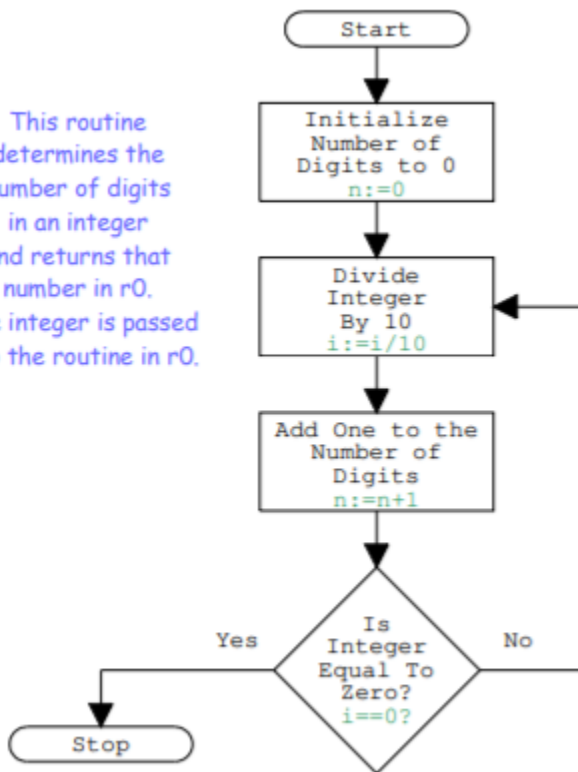 Start
This routine
determines the
number of digits
in an integer
and returns that
number in r0.
integer is passed
the routine in r0.
Initialize
Number of
Digits to 0
n:=0
Divide
Integer
By 10
i:=i/10
Add One to the
Number of
Digits
n:=n+1
Is
Integer
Equal To
Zero?
i==0?
Yes
No
Stop